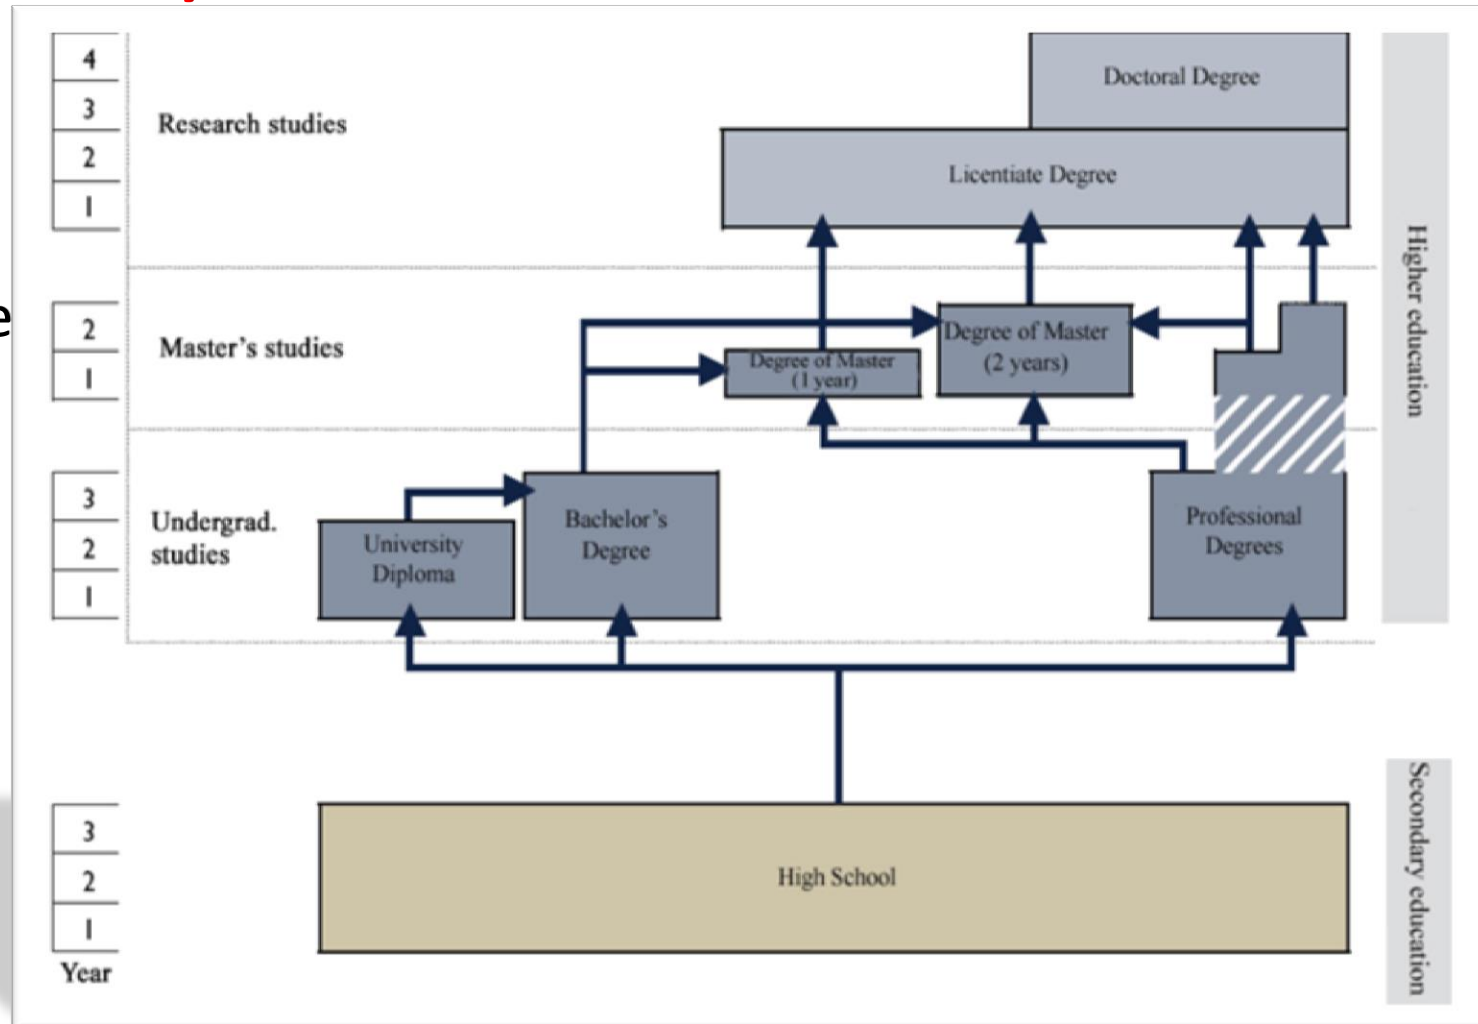 4
3
2
1
Research studies
Doctoral Degree
Licentiate Degree
2
1
Master's studies
Degree of Master
(1 year)
Degree of Master
(2 years)
3
2
1
Undergrad.
studies
University
Diploma
Bachelor's
Degree
Professional
Degrees
Higher education
3
2
1
Year
High School
Secondary education